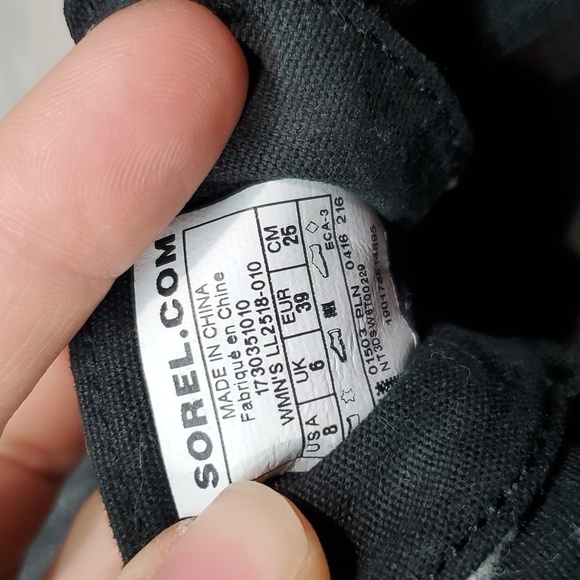 SOREL.COM
MADE IN CHINA
Fabriqué en Chine
1730351010
WMN'S LL2518-010
USA UK EUR CM
8 6 39 25
ECA-3
01503 PLN 0416 216